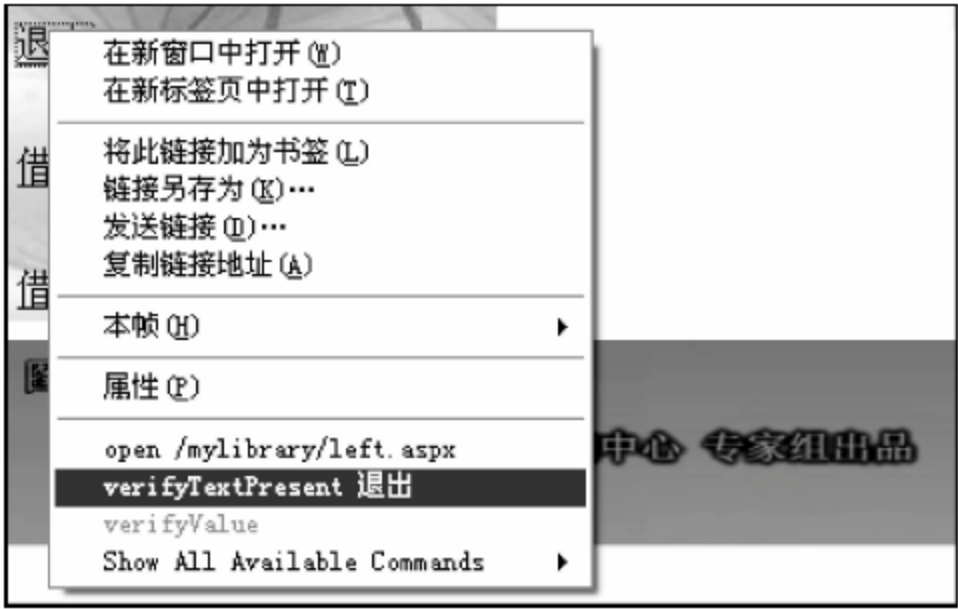 退
在新窗口中打开(W)
在新标签页中打开(T)
借
将此链接加为书签(L)
链接另存为(K)…
发送链接(D)…
复制链接地址(A)
借
本帧(H)
属性(P)
中心 专家组出品
open /mylibrary/left.aspx
verifyTextPresent 退出
verifyValue
Show All Available Commands